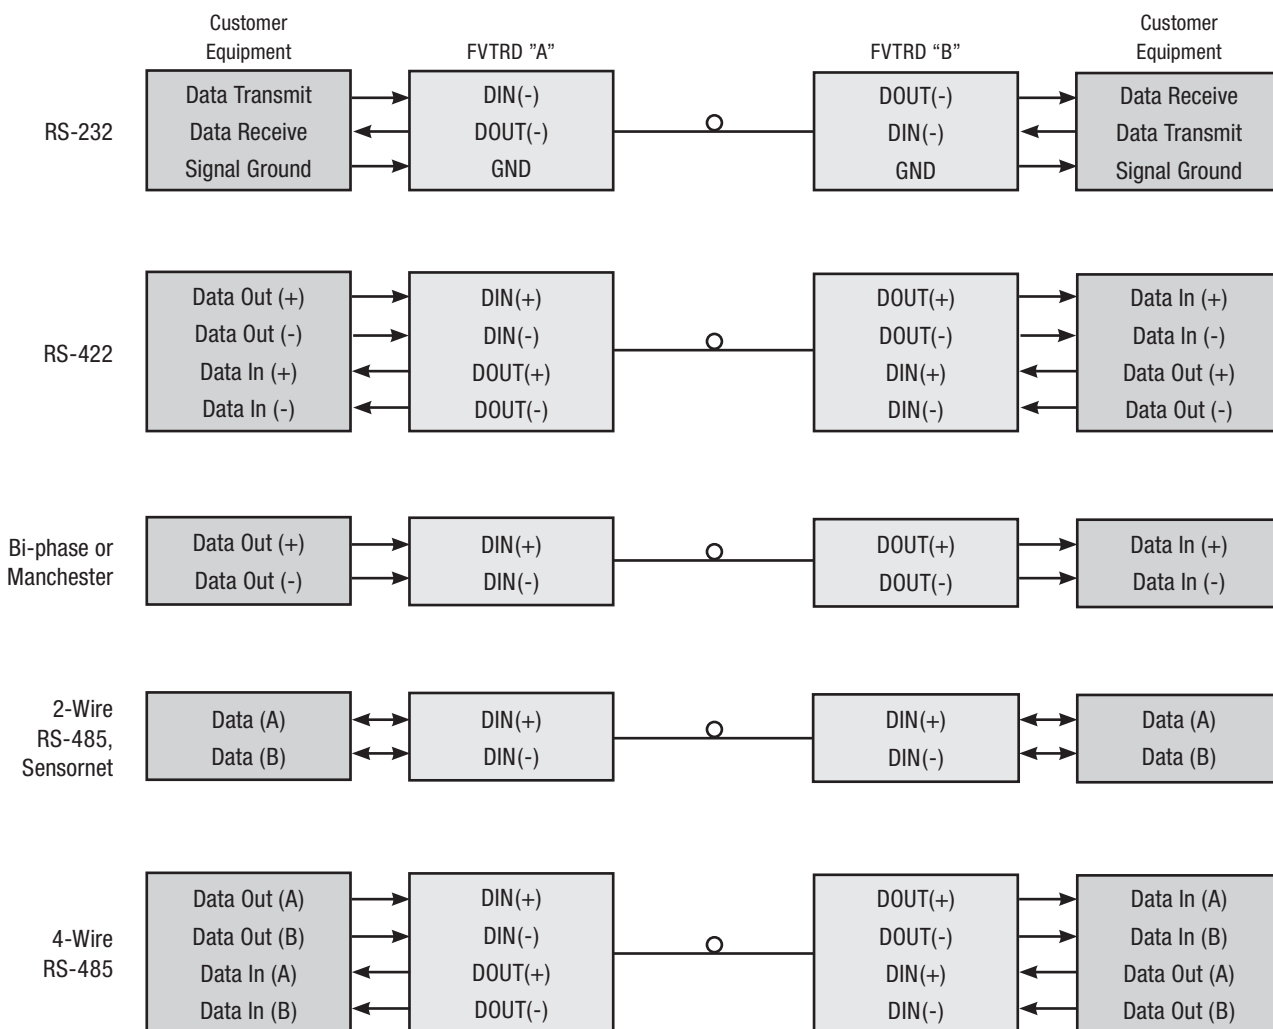 Customer
Equipment
FVTRD "A"
FVTRD “B”
Customer
Equipment
RS-232
Data Transmit
Data Receive
Signal Ground
DIN(-)
DOUT(-)
GND
DOUT(-)
DIN(-)
GND
Data Receive
Data Transmit
Signal Ground
RS-422
Data Out (+)
Data Out (-)
Data In (+)
Data In (-)
DIN(+)
DIN(-)
DOUT(+)
DOUT(-)
DOUT(+)
DOUT(-)
DIN(+)
DIN(-)
Data In (+)
Data In (-)
Data Out (+)
Data Out (-)
Bi-phase or
Manchester
Data Out (+)
Data Out (-)
DIN(+)
DIN(-)
DOUT(+)
DOUT(-)
Data In (+)
Data In (-)
2-Wire
RS-485,
Sensornet
Data (A)
Data (B)
DIN(+)
DIN(-)
DIN(+)
DIN(-)
Data (A)
Data (B)
4-Wire
RS-485
Data Out (A)
Data Out (B)
Data In (A)
Data In (B)
DIN(+)
DIN(-)
DOUT(+)
DOUT(-)
DOUT(+)
DOUT(-)
DIN(+)
DIN(-)
Data In (A)
Data In (B)
Data Out (A)
Data Out (B)